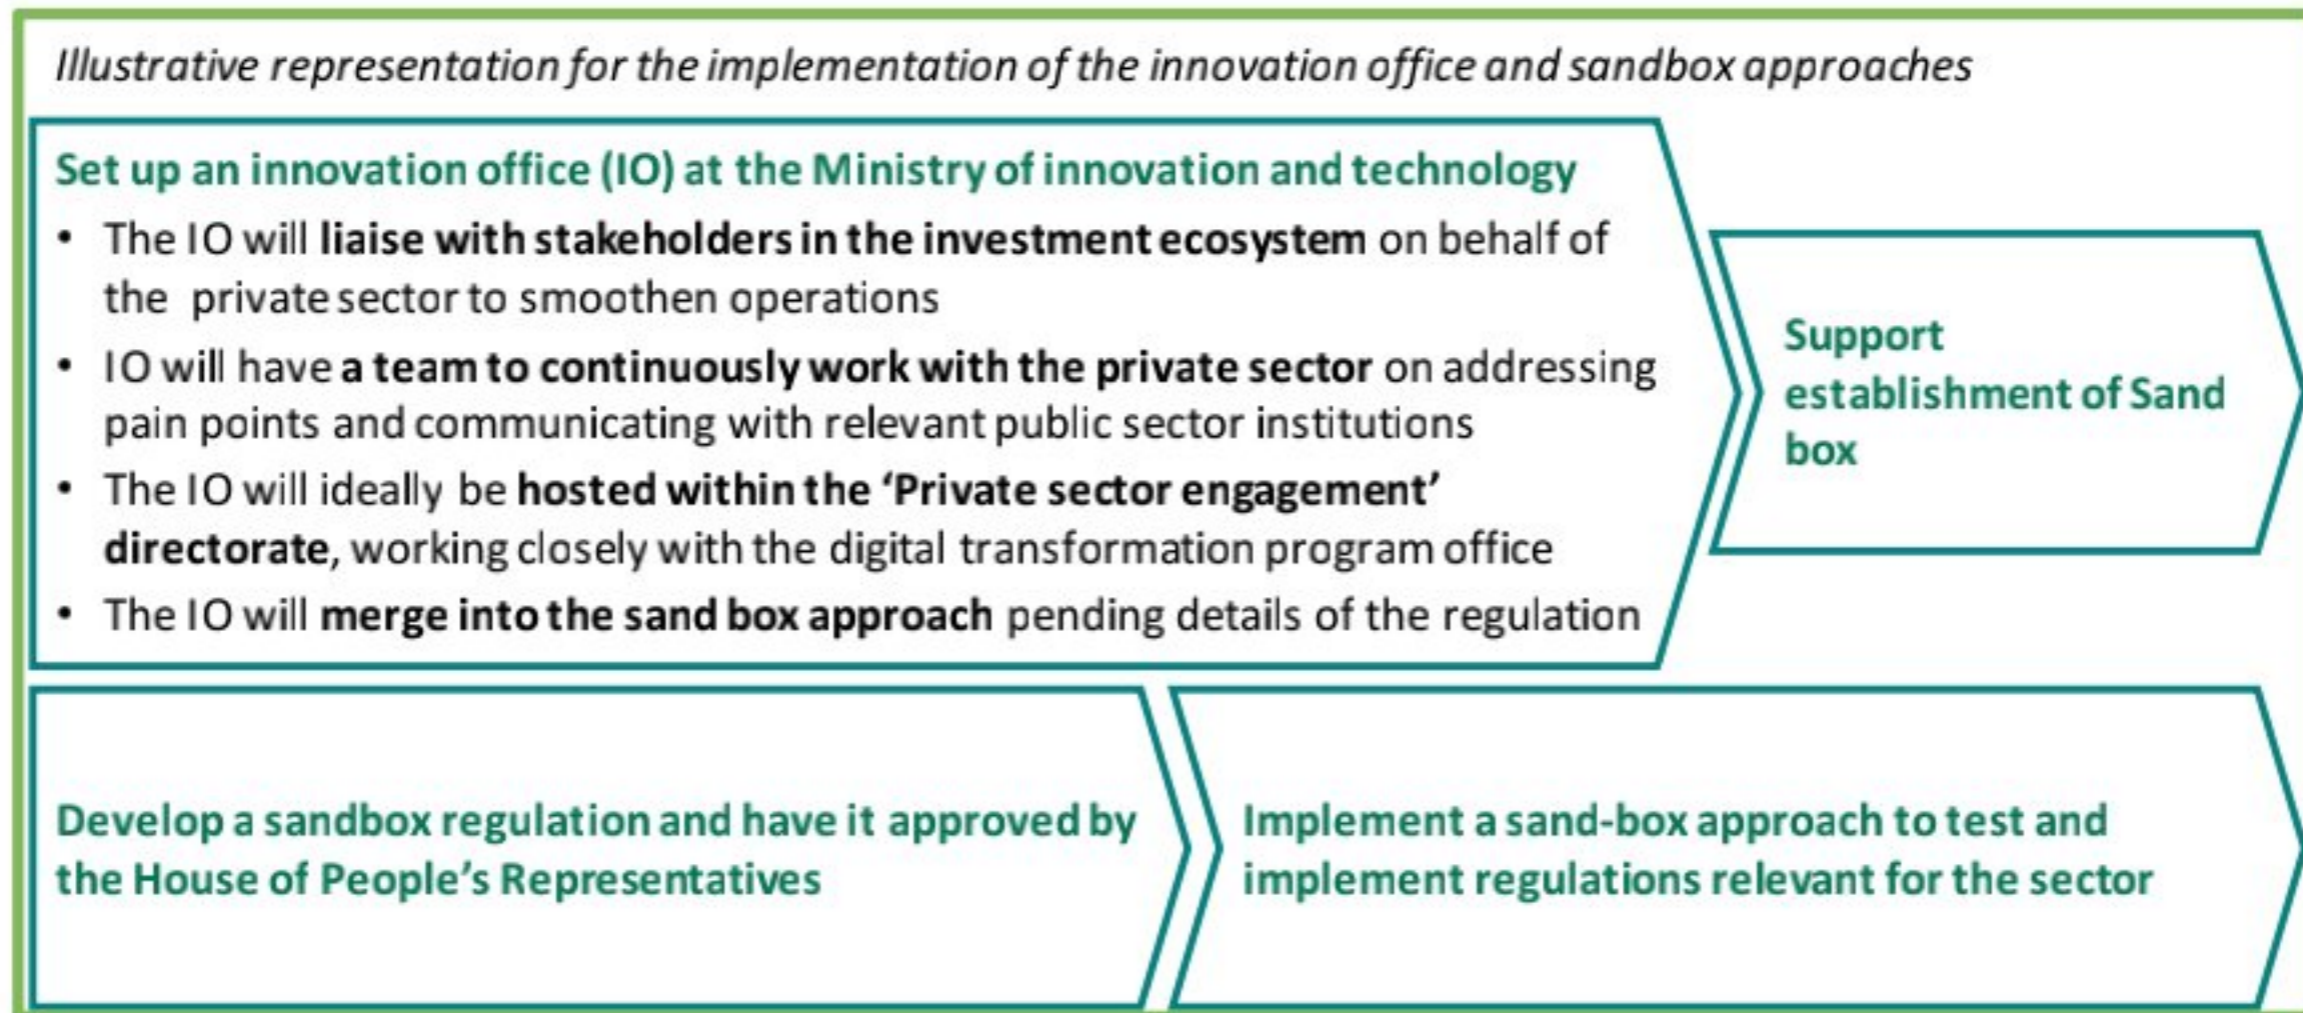 Illustrative representation for the implementation of the innovation office and sandbox approaches
Set up an innovation office (IO) at the Ministry of innovation and technology
• The IO will liaise with stakeholders in the investment ecosystem on behalf of
the private sector to smoothen operations
• IO will have a team to continuously work with the private sector on addressing
pain points and communicating with relevant public sector institutions
• The IO will ideally be hosted within the ‘Private sector engagement’
directorate, working closely with the digital transformation program office
• The IO will merge into the sand box approach pending details of the regulation
Support
establishment of Sand
box
Develop a sandbox regulation and have it approved by
the House of People’s Representatives
Implement a sand-box approach to test and
implement regulations relevant for the sector